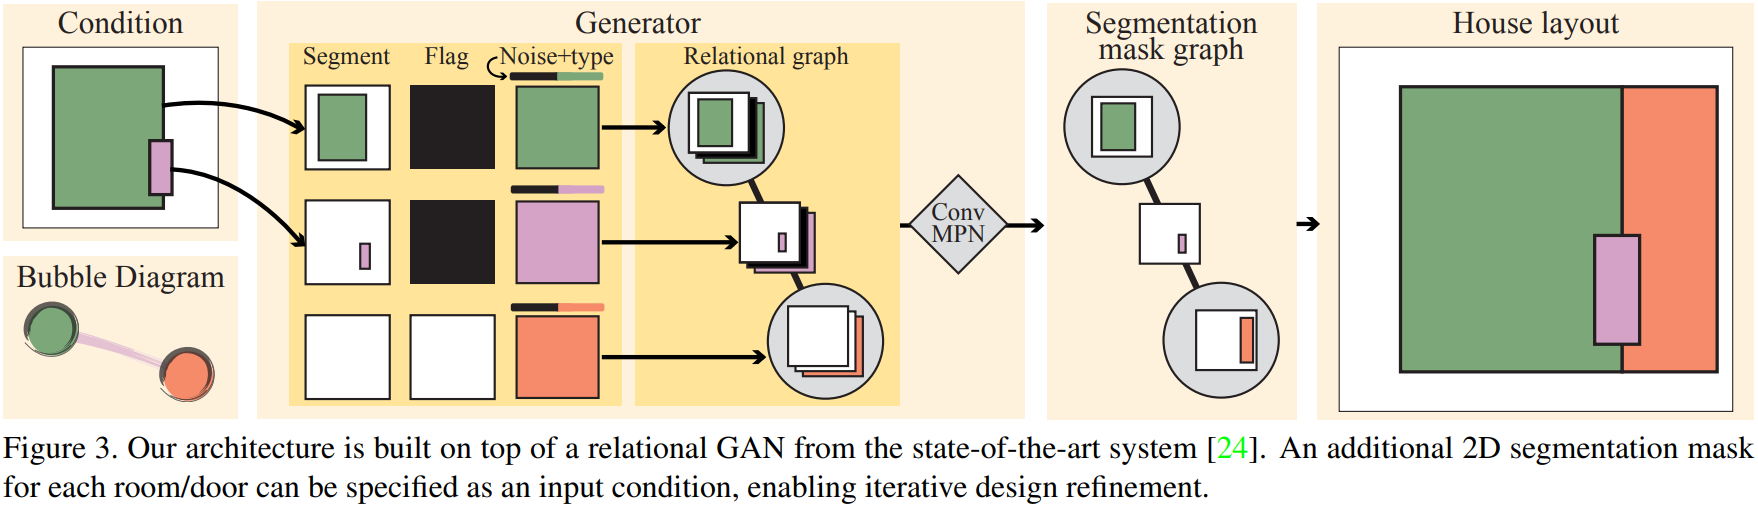 Condition
Generator
Segmentation
mask graph
House layout
Segment
Flag
Noise+type
Relational graph
Conv
MPN
Bubble Diagram
Figure 3. Our architecture is built on top of a relational GAN from the state-of-the-art system [24]. An additional 2D segmentation mask
for each room/door can be specified as an input condition, enabling iterative design refinement.